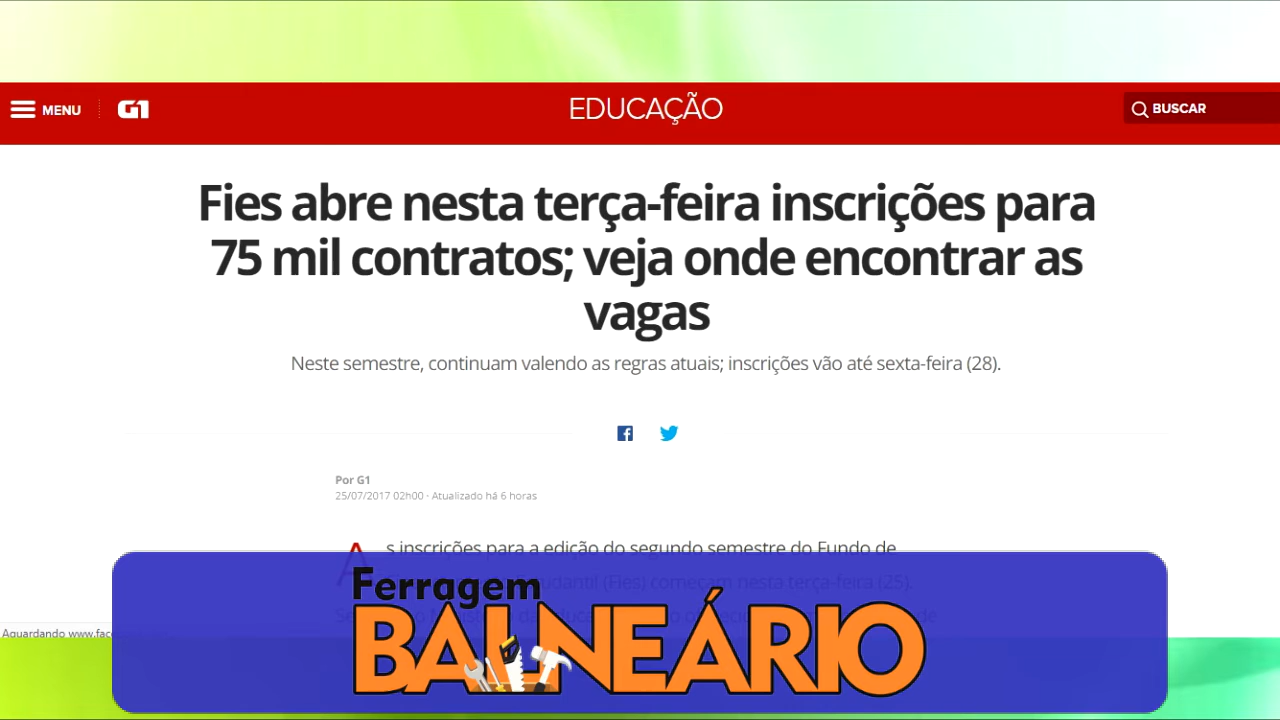 MENU G1 EDUCAÇÃO BUSCAR
Fies abre nesta terça-feira inscrições para
75 mil contratos; veja onde encontrar as
vagas
Neste semestre, continuam valendo as regras atuais; inscrições vão até sexta-feira (28).
Por G1
25/07/2017 02h00 · Atualizado há 6 horas
As inscrições para a edição do segundo semestre do Fundo de
(Fies) começam nesta terça-feira (25).
Aguardando www.fac
Ferragem
BALNEÁRIO